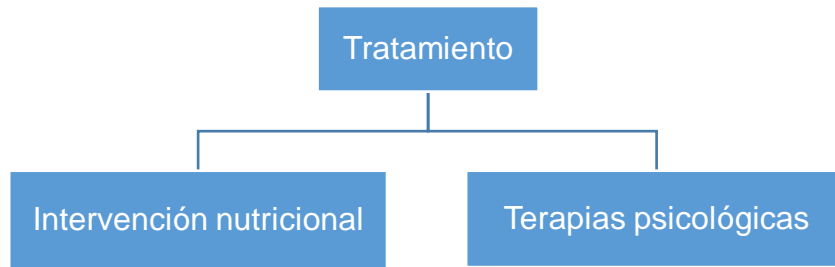 Tratamiento
Intervención nutricional
Terapias psicológicas